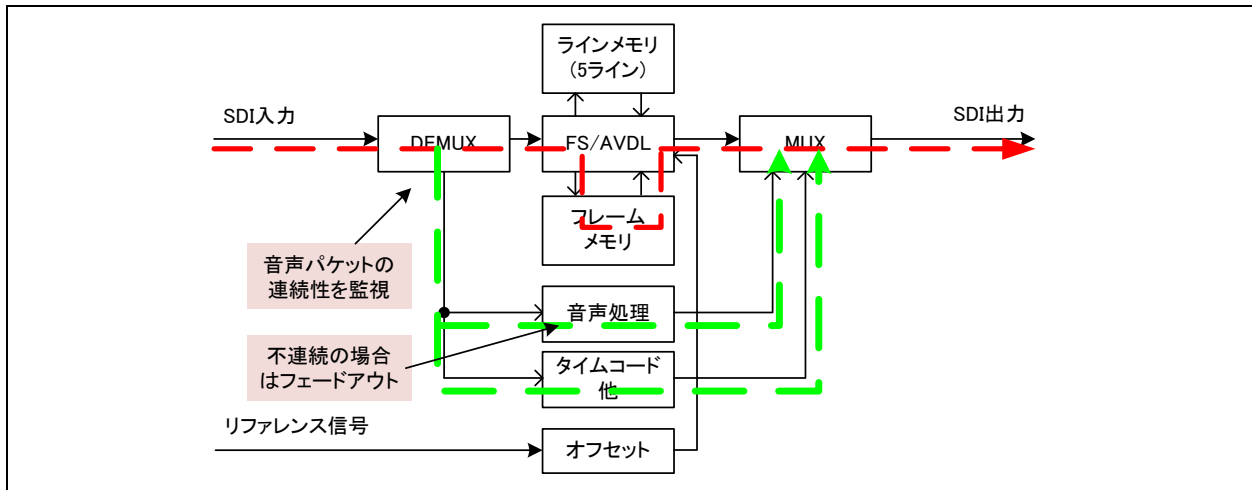 ラインメモリ
(5ライン)
SDI入力
DEMUX
FS/AVDL
MUX
SDI出力
フレーム
メモリ
音声パケットの
連続性を監視
音声処理
不連続の場合
はフェードアウト
タイムコード
他
リファレンス信号
オフセット